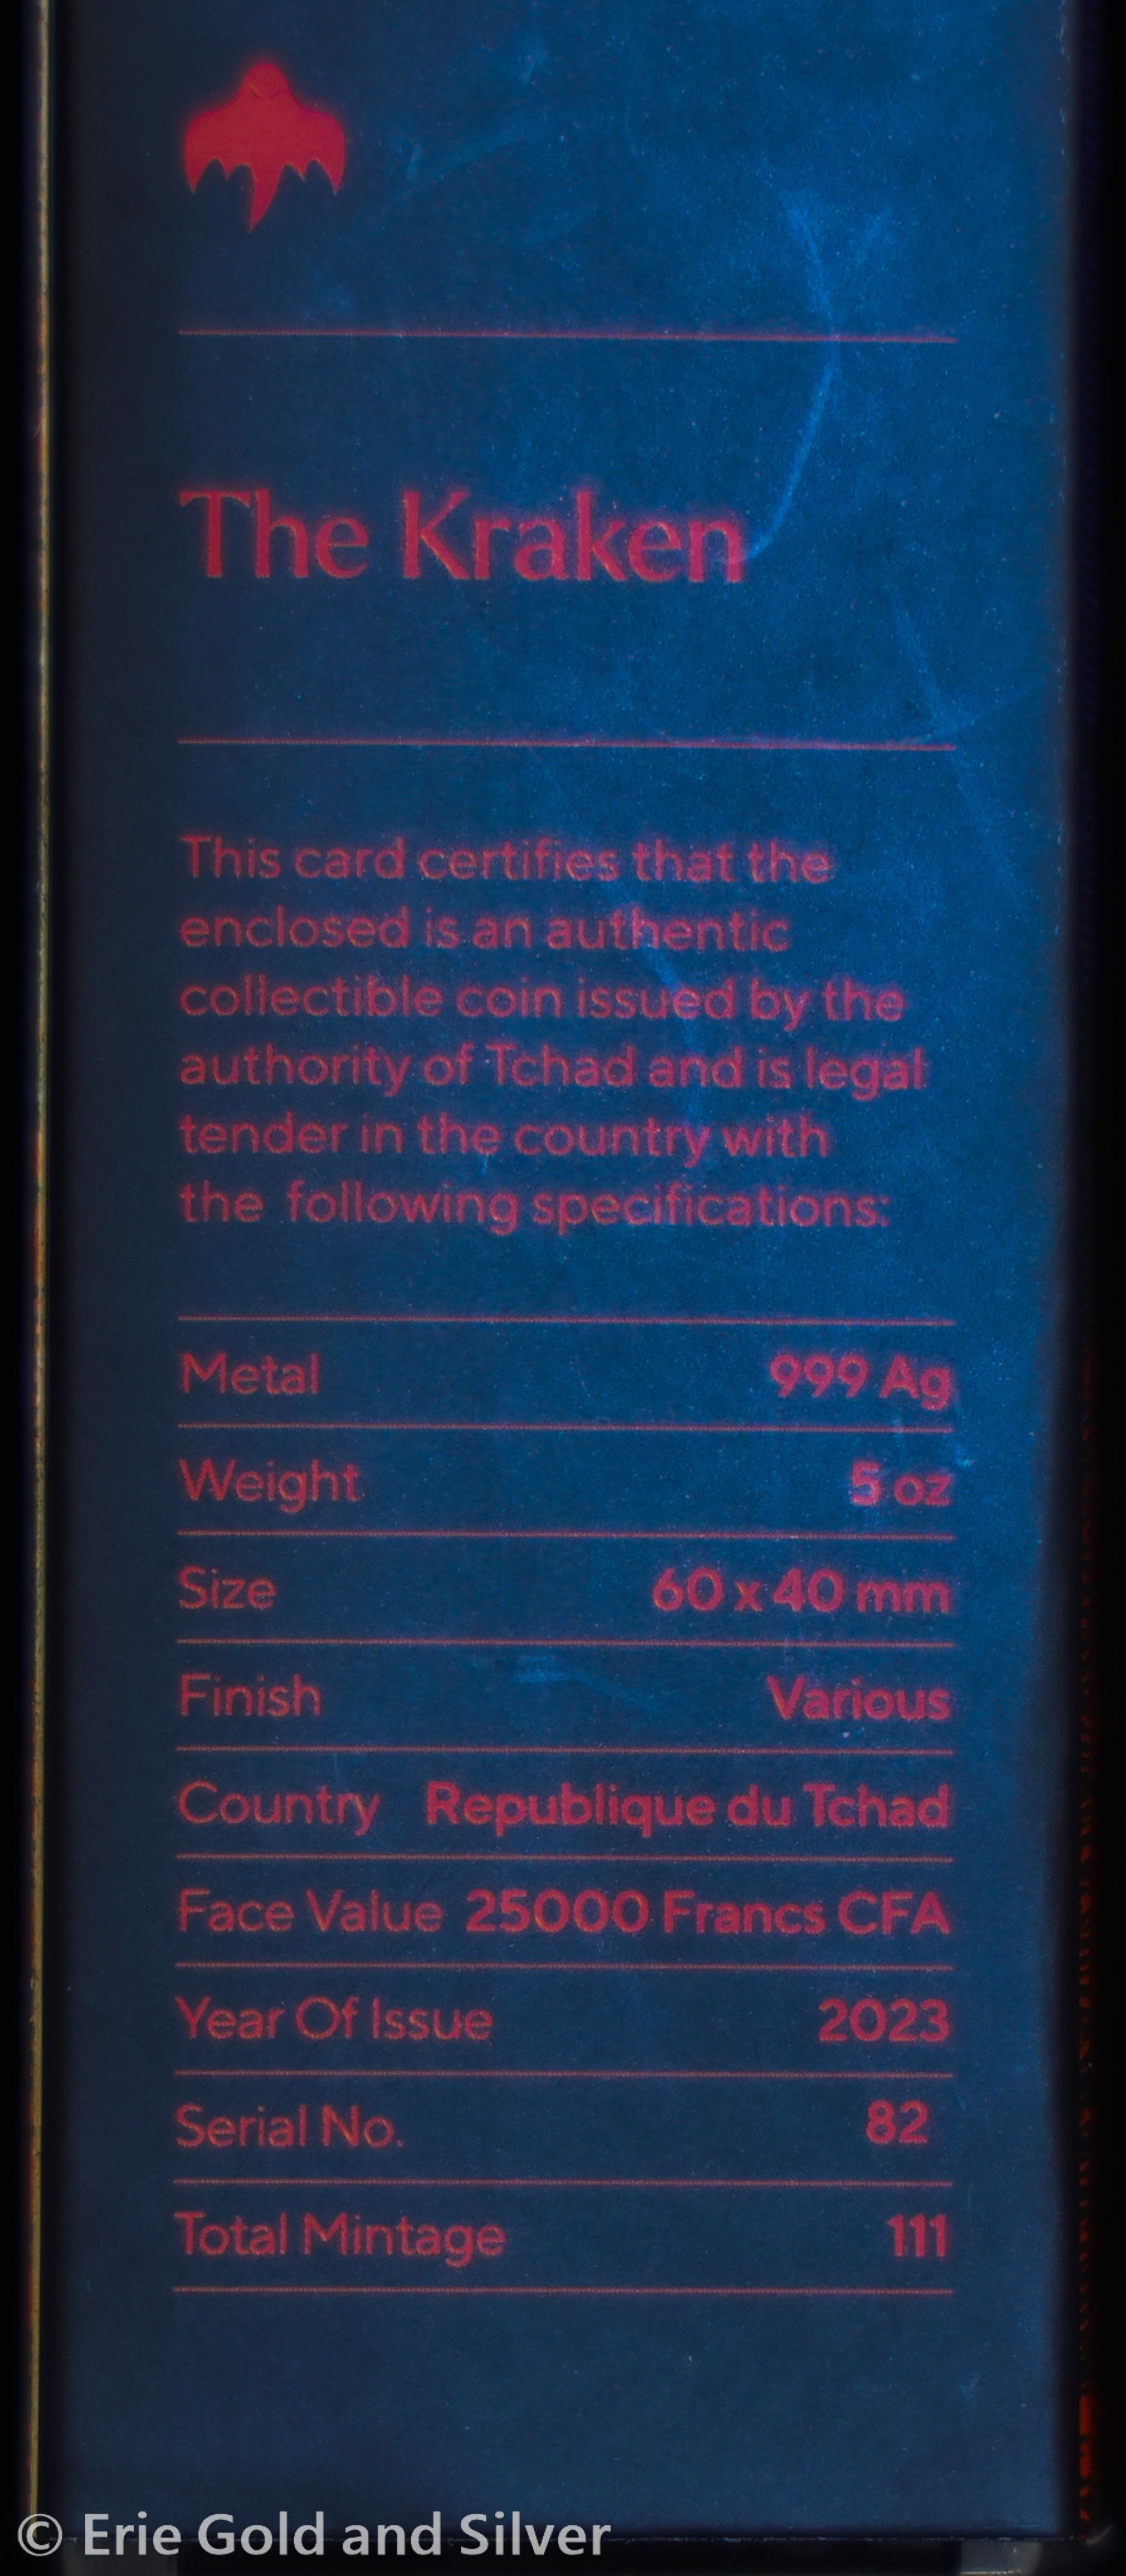 The Kraken
This card certifies that the
enclosed is an authentic
collectible coin issued by the
authority of Tchad and is legal
tender in the country with
the following specifications:
Metal 999 Ag
Weight 5 oz
Size 60 x 40 mm
Finish Various
Country Republique du Tchad
Face Value 25000 Francs CFA
Year Of Issue 2023
Serial No. 82
Total Mintage 111
© Erie Gold and Silver